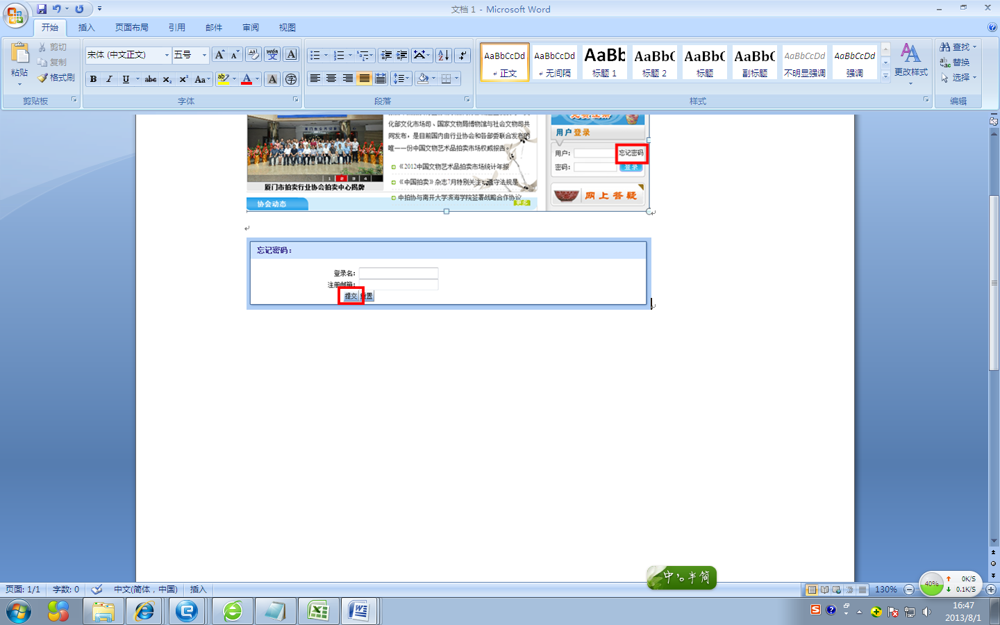 文档 1 - Microsoft Word
开始 插入 页面布局 引用 邮件 审阅 视图
粘贴 剪切 复制 格式刷
宋体 (中文正文) 五号
AaBbCcDd AaBbCcDd AaBb AaBbC AaBbC AaBbC AaBbCcDd AaBbCcDd
正文 无间隔 标题 1 标题 2 标题 副标题 不明显强调 强调
更改样式
查找
替换
选择
剪贴板 字体 段落 样式 编辑
化部文化市场司、国家文物局博物馆与社会文物司共
同发布，是目前国内由行业协会和各部委联合发布的
唯一一份中国文物艺术品拍卖市场权威报告。
《2012中国文物艺术品拍卖市场统计年报
《中国拍卖》杂志7月特别关注：遵守法规是
中拍协与南开大学滨海学院签署战略合作协议
1 2 3 4
厦门市拍卖行业协会拍卖中心揭牌
协会动态
用户登录
用户： 忘记密码
密码： 登录
网上答疑
忘记密码：
登录名：
注册邮箱：
提交 重置
中 半 简
页面: 1/1 字数: 0 中文(简体，中国) 插入
130%
40% 0K/S
0.1K/S
16:47
2013/8/1